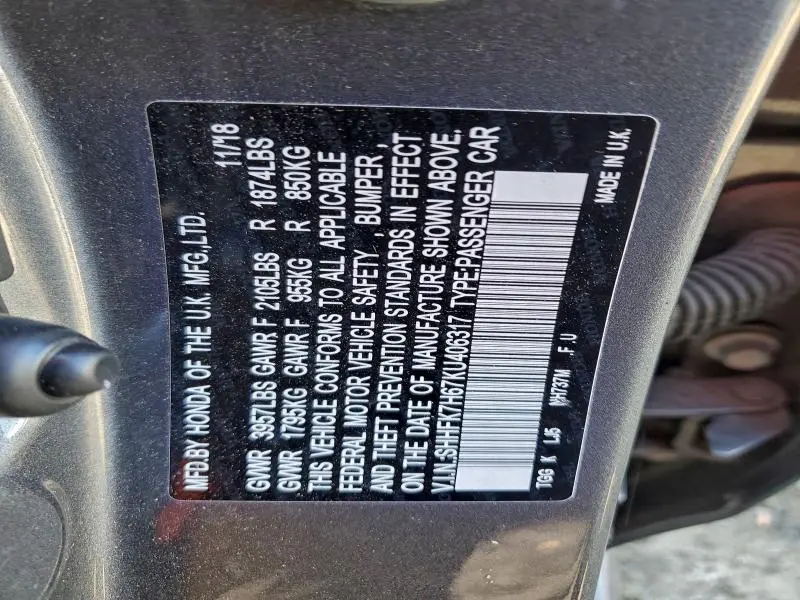 MFD.BY HONDA OF THE U.K. MFG.,LTD. 11/18
GVWR 3957LBS GAWR F 2105LBS R 1874LBS
GVWR 1795KG GAWR F 955KG R 850KG
THIS VEHICLE CONFORMS TO ALL APPLICABLE
FEDERAL MOTOR VEHICLE SAFETY , BUMPER ,
AND THEFT PREVENTION STANDARDS IN EFFECT
ON THE DATE OF MANUFACTURE SHOWN ABOVE.
V.I.N.:SHHFK7H67KU406317 TYPE:PASSENGER CAR
TGG K LJ5 .F.U
MADE IN U.K.